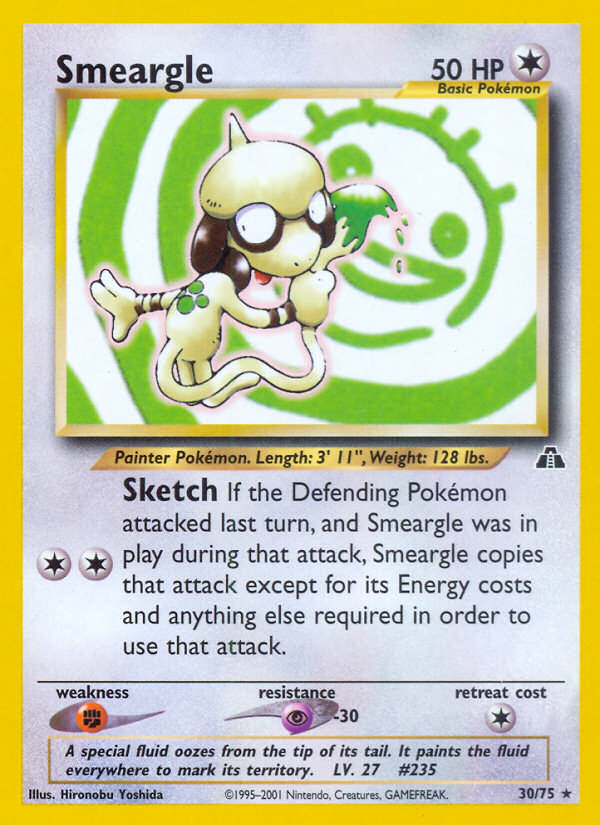 Smeargle 50 HP
Basic Pokémon
Painter Pokémon. Length: 3' 11", Weight: 128 lbs.
Sketch If the Defending Pokémon
attacked last turn, and Smeargle was in
play during that attack, Smeargle copies
that attack except for its Energy costs
and anything else required in order to
use that attack.
weakness resistance retreat cost
-30
A special fluid oozes from the tip of its tail. It paints the fluid
everywhere to mark its territory. LV. 27 #235
Illus. Hironobu Yoshida ©1995–2001 Nintendo, Creatures, GAMEFREAK. 30/75 ★